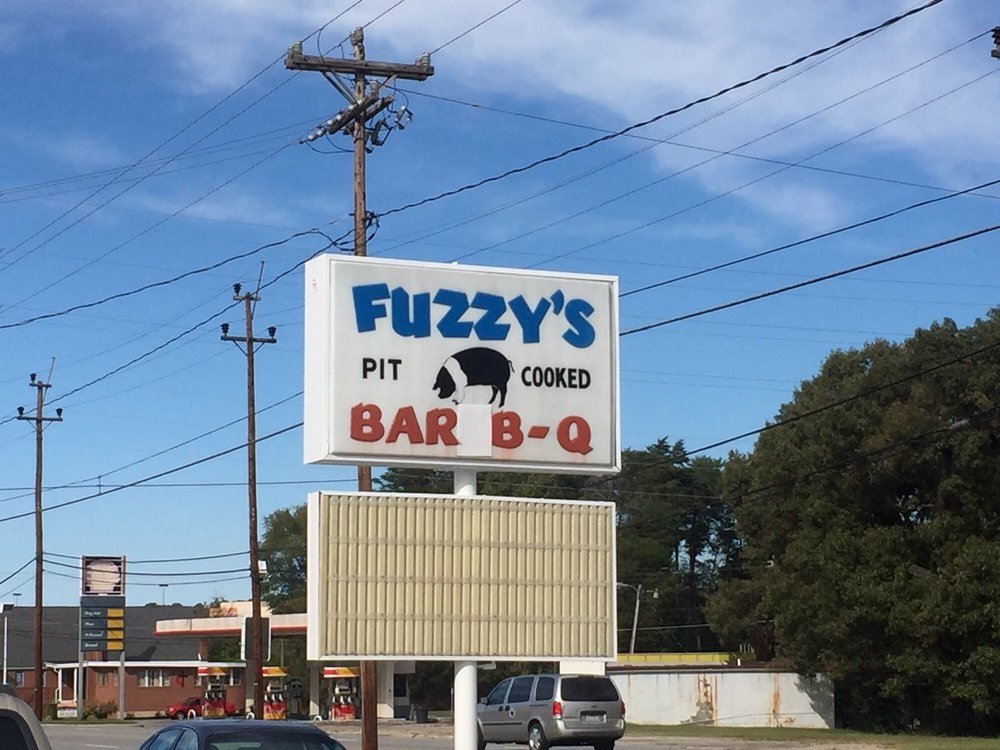 FUZZY'S
PIT COOKED
BAR B-Q